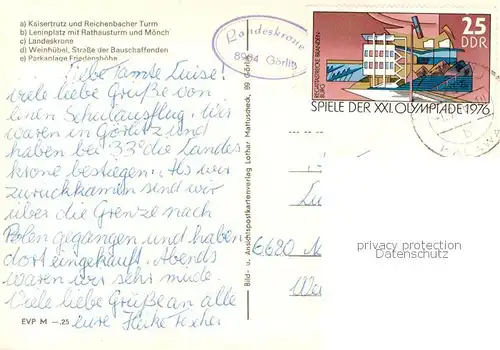 a) Kaisertrutz und Reichenbacher Turm
b) Leninplatz mit Rathausturm und Mönch
c) Landeskrone
d) Weinhübel, Straße der Bauschaffenden
e) Parkanlage Friedenshöhe
Liebe Tante Luise!
viele liebe Grüße von
einen Schulausflug. Wir
waren in Görlitz und
haben bei 33° die Landes
krone bestiegen. Als wir
zurückkamen sind wir
über die Grenze nach
Polen gegangen und haben
dort eingekauft. Abends
waren wir sehr müde.
Viele liebe Grüße an alle
eure Heike
EVP M –.25
Bild- u. Ansichtspostkartenverlag Lothar Mattuscheck, 89 Görlitz
Landeskrone
8904 Görlitz
25
DDR
SPIELE DER XXI. OLYMPIADE 1976
6620
privacy protection
Datenschutz